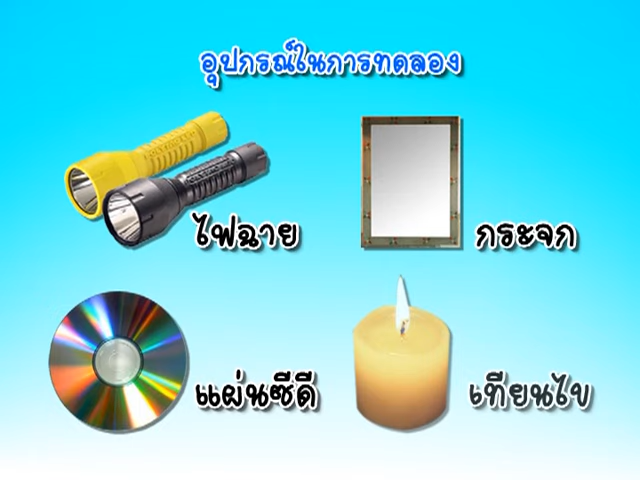 อุปกรณ์ในการทดลอง
ไฟฉาย
กระจก
แผ่นซีดี
เทียนไข